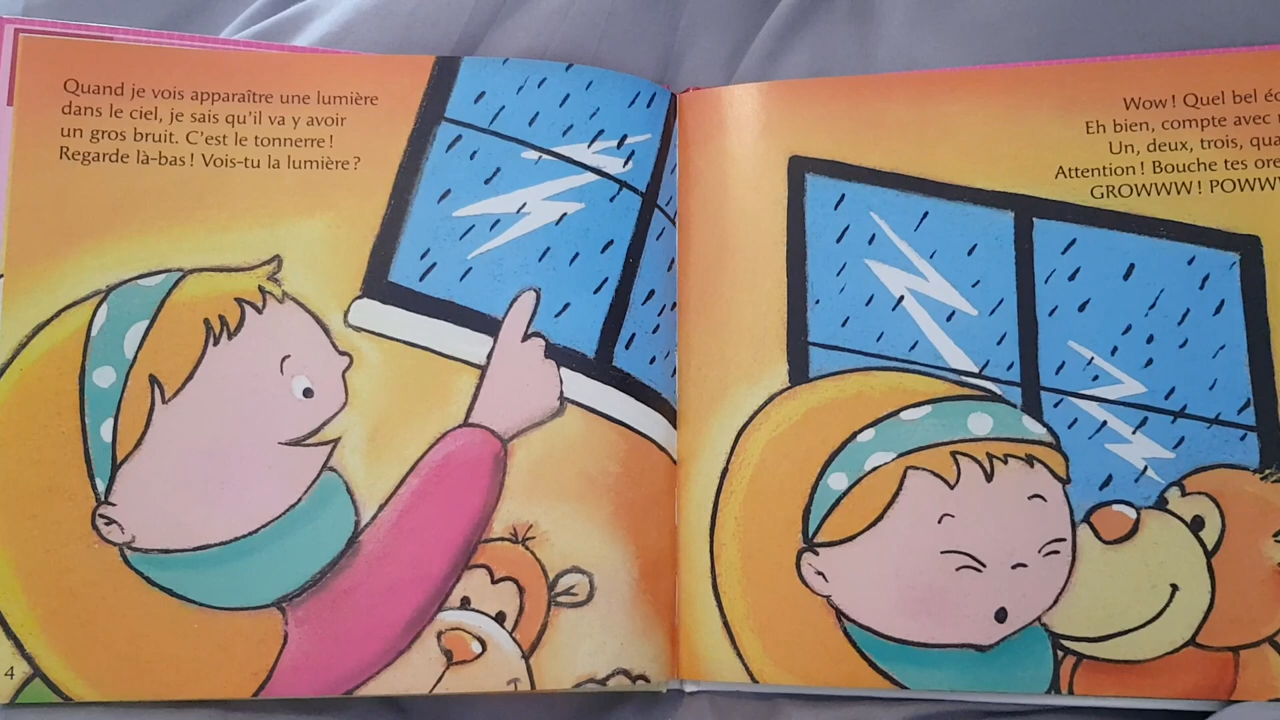 Quand je vois apparaître une lumière
dans le ciel, je sais qu'il va y avoir
un gros bruit. C'est le tonnerre !
Regarde là-bas ! Vois-tu la lumière ?
4
Wow ! Quel bel
Eh bien, compte avec
Un, deux, trois,
Attention ! Bouche tes
GROWWW !